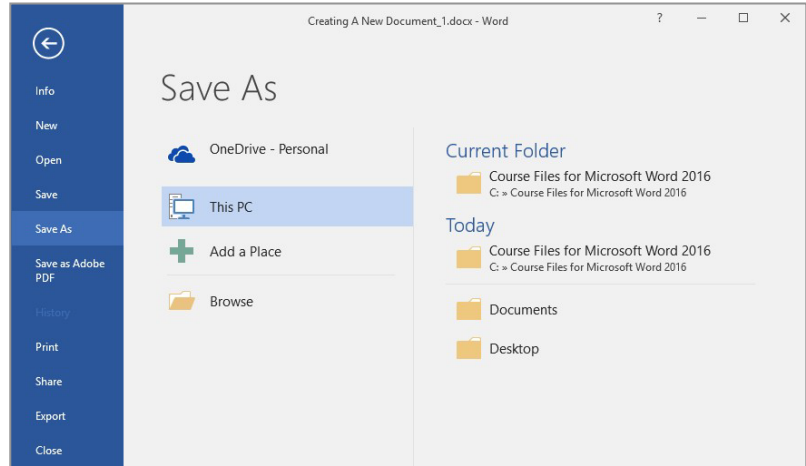 Creating A New Document_1.docx - Word
?
Info
New
Open
Save
Save As
Save as Adobe
PDF
History
Print
Share
Export
Close
Save As
OneDrive - Personal
This PC
Add a Place
Browse
Current Folder
Course Files for Microsoft Word 2016
C: » Course Files for Microsoft Word 2016
Today
Course Files for Microsoft Word 2016
C: » Course Files for Microsoft Word 2016
Documents
Desktop